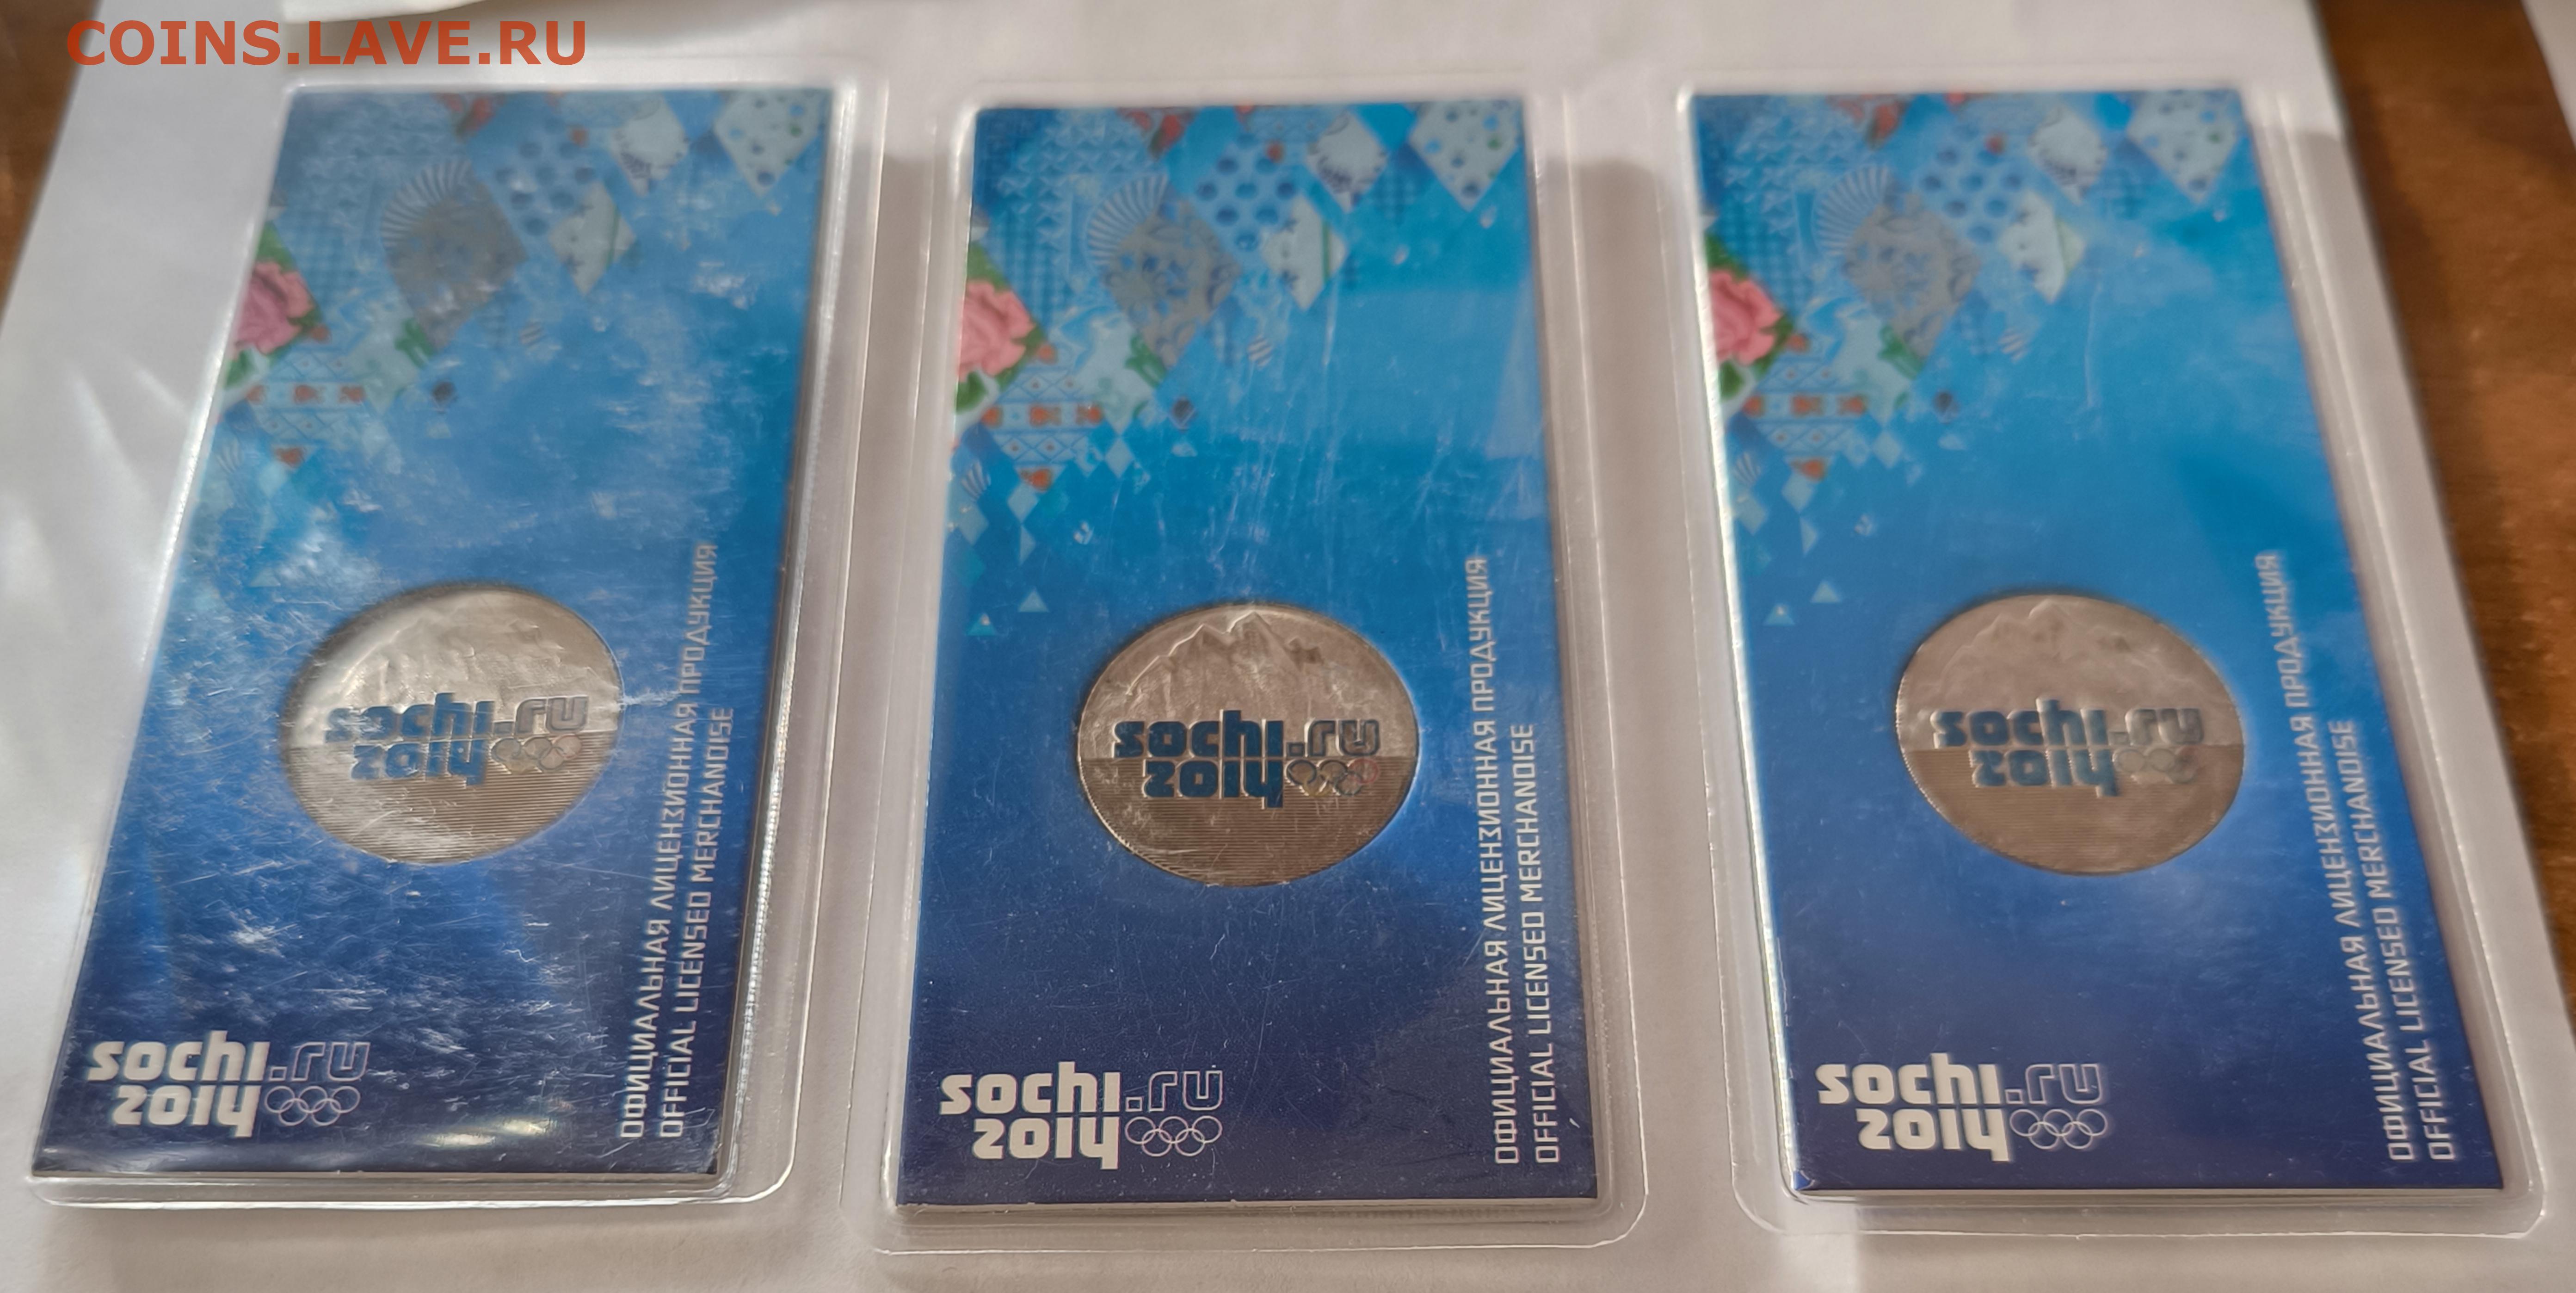 COINS.LAVE.RU
sochi.ru
2014
ОФИЦИАЛЬНАЯ ЛИЦЕНЗИОННАЯ ПРОДУКЦИЯ
OFFICIAL LICENSED MERCHANDISE
sochi.ru
2014
sochi.ru
2014
ОФИЦИАЛЬНАЯ ЛИЦЕНЗИОННАЯ ПРОДУКЦИЯ
OFFICIAL LICENSED MERCHANDISE
sochi.ru
2014
sochi.ru
2014
ОФИЦИАЛЬНАЯ ЛИЦЕНЗИОННАЯ ПРОДУКЦИЯ
OFFICIAL LICENSED MERCHANDISE
sochi.ru
2014